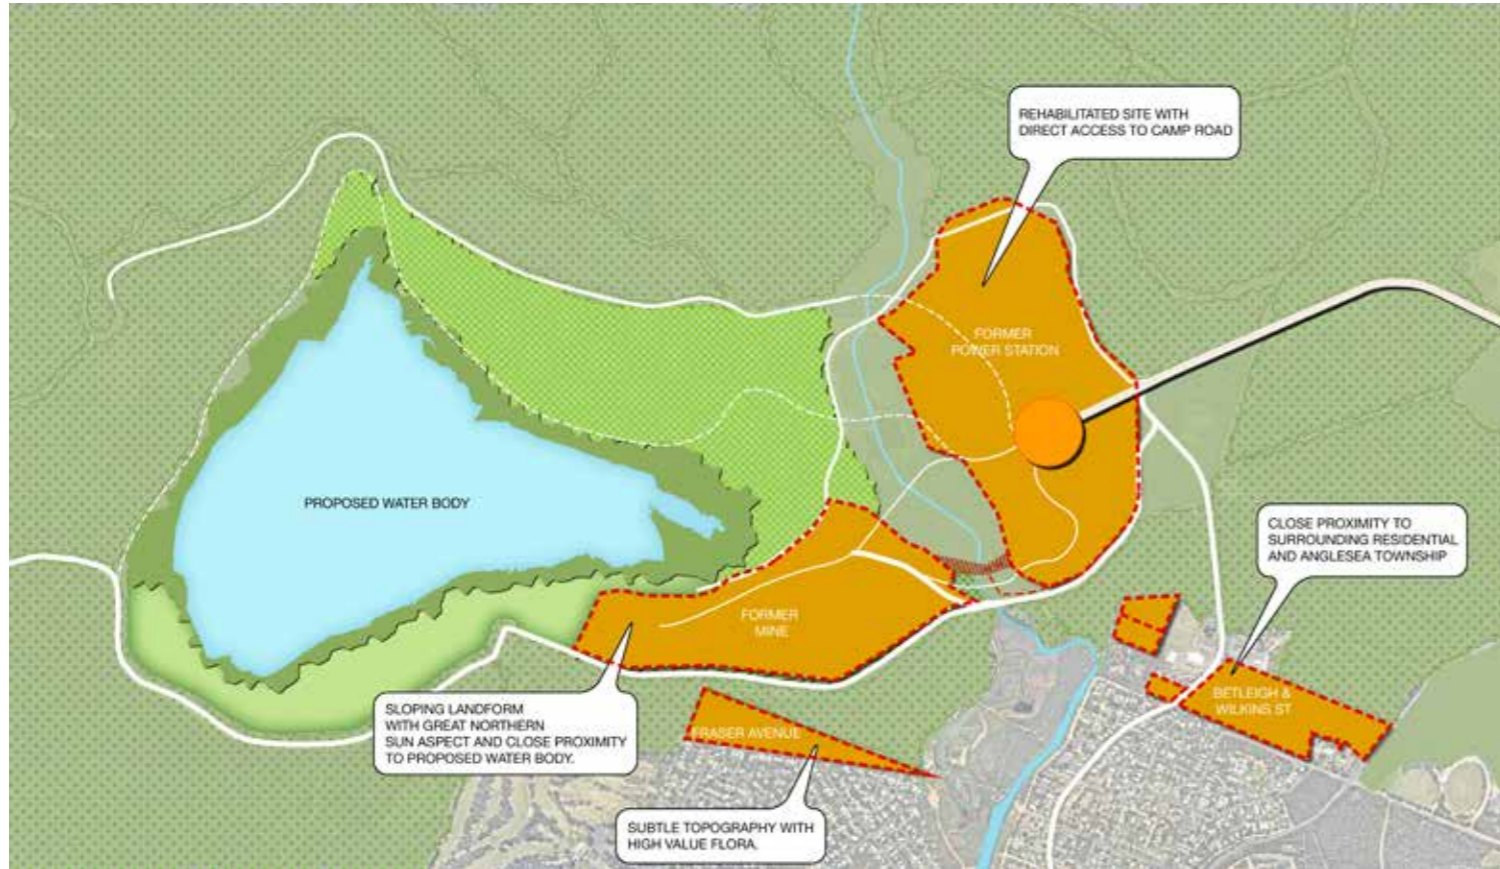 REHABILITATED SITE WITH
DIRECT ACCESS TO CAMP ROAD
FORMER
POWER STATION
PROPOSED WATER BODY
CLOSE PROXIMITY TO
SURROUNDING RESIDENTIAL
AND ANGLESEA TOWNSHIP
FORMER
MINE
BETLEIGH &
WILKINS ST
SLOPING LANDFORM
WITH GREAT NORTHERN
SUN ASPECT AND CLOSE PROXIMITY
TO PROPOSED WATER BODY.
FRASER AVENUE
SUBTLE TOPOGRAPHY WITH
HIGH VALUE FLORA.